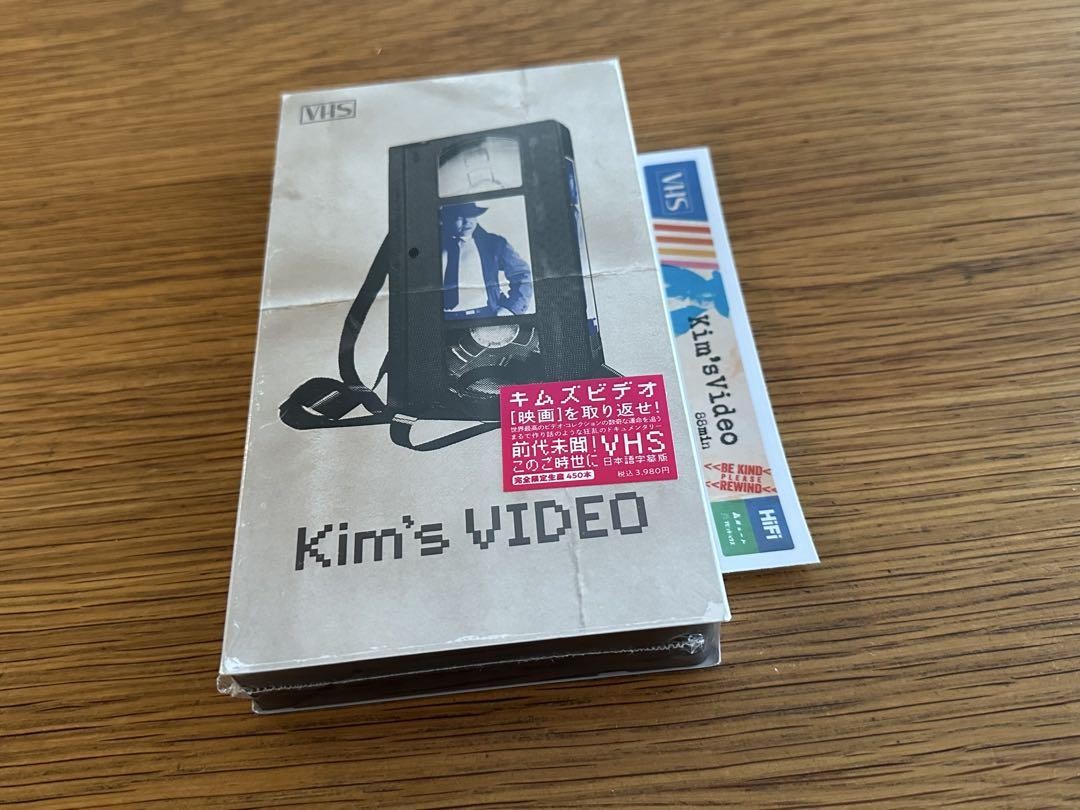 VHS
キムズビデオ
[映画]を取り返せ!
世界最高のビデオ・コレクションの数奇な運命を追う
まるで作り話のような狂乱のドキュメンタリー
前代未聞! VHS
このご時世に 日本語字幕版
完全限定生産450本 税込3,980円
Kim's VIDEO
VHS
Kim's Video
88min
<<BE KIND<
PLEASE
<<REWIND<<
HiFi